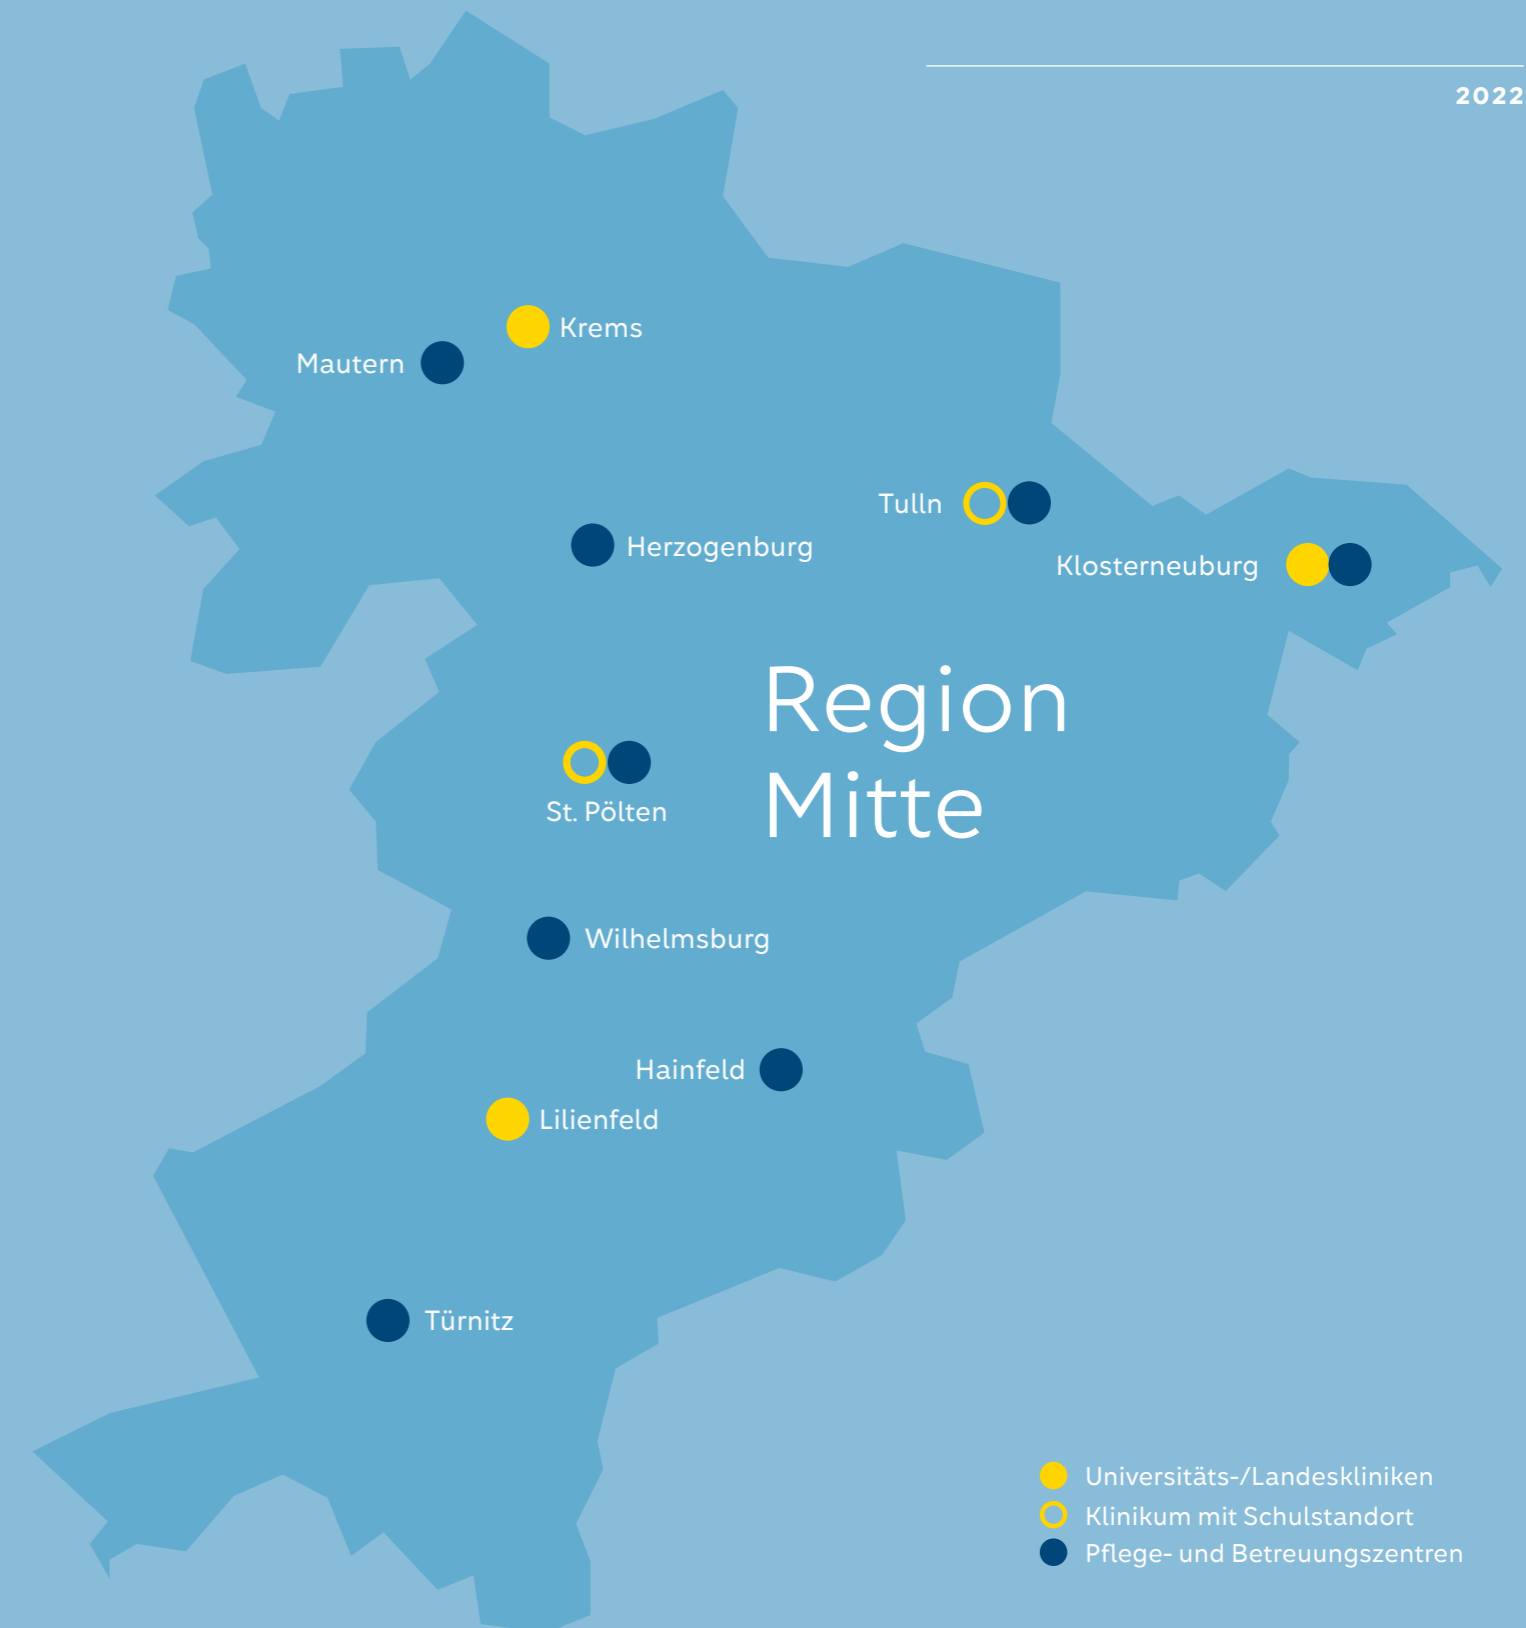 2022
Krems
Mautern
Tulln
Herzogenburg
Klosterneuburg
Region
Mitte
St. Pölten
Wilhelmsburg
Hainfeld
Lilienfeld
Türnitz
Universitäts-/Landeskliniken
Klinikum mit Schulstandort
Pflege- und Betreuungszentren